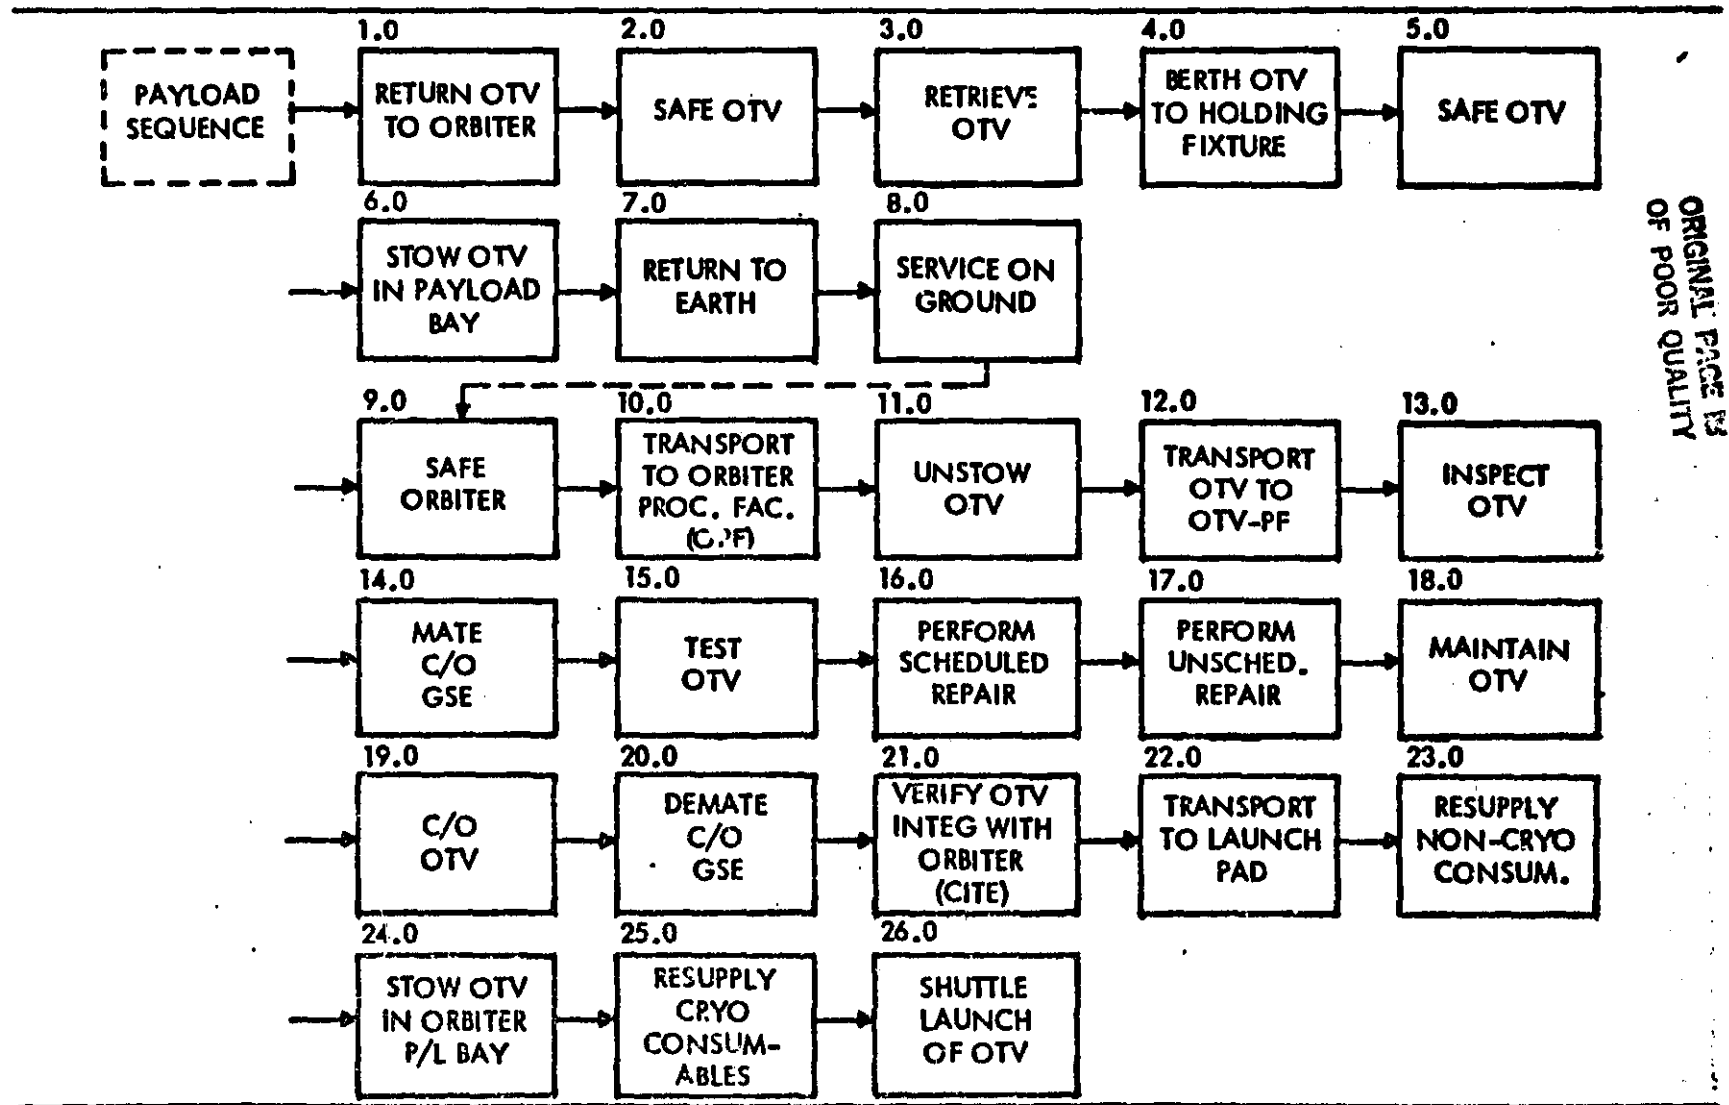 1.0
2.0
3.0
4.0
5.0
PAYLOAD
SEQUENCE
RETURN OTV
TO ORBITER
SAFE OTV
RETRIEVE
OTV
BERTH OTV
TO HOLDING
FIXTURE
SAFE OTV
6.0
7.0
8.0
STOW OTV
IN PAYLOAD
BAY
RETURN TO
EARTH
SERVICE ON
GROUND
ORIGINAL PAGE IS
OF POOR QUALITY
9.0
10.0
11.0
12.0
13.0
SAFE
ORBITER
TRANSPORT
TO ORBITER
PROC. FAC.
UNSTOW
OTV
TRANSPORT
OTV TO
OTV-PF
INSPECT
OTV
14.0
15.0
16.0
17.0
18.0
MATE
C/O
GSE
TEST
OTV
PERFORM
SCHEDULED
REPAIR
PERFORM
UNSCHED.
REPAIR
MAINTAIN
OTV
19.0
20.0
21.0
22.0
23.0
C/O
OTV
DEMATE
C/O
GSE
VERIFY OTV
INTEG WITH
ORBITER
(CITE)
TRANSPORT
TO LAUNCH
PAD
RESUPPLY
NON-CRYO
CONSUM.
24.0
25.0
26.0
STOW OTV
IN ORBITER
P/L BAY
RESUPPLY
CRYO
CONSUM-
ABLES
SHUTTLE
LAUNCH
OF OTV